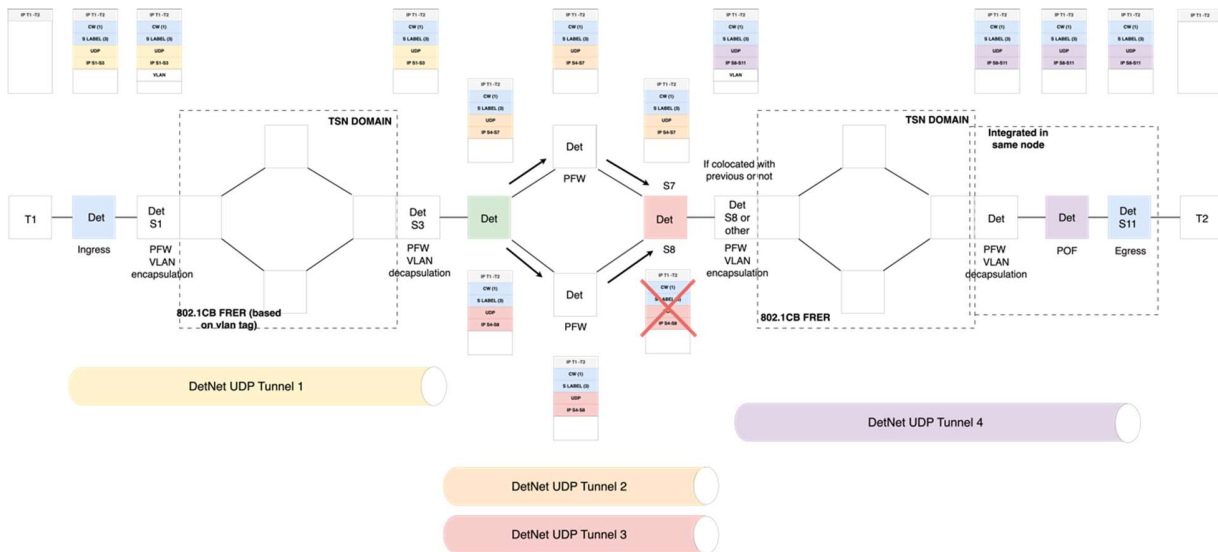 IP T1 -T2
IP T1 -T2
CW (1)
S LABEL (3)
UDP
IP S1-S3
IP T1 -T2
CW (1)
S LABEL (3)
UDP
IP S1-S3
VLAN
IP T1 -T2
CW (1)
S LABEL (3)
UDP
IP S1-S3
IP T1 -T2
CW (1)
S LABEL (3)
UDP
IP S4-S7
IP T1 -T2
CW (1)
S LABEL (3)
UDP
IP S8-S11
VLAN
IP T1 -T2
CW (1)
S LABEL (3)
UDP
IP S8-S11
IP T1 -T2
CW (1)
S LABEL (3)
UDP
IP S8-S11
IP T1 -T2
CW (1)
S LABEL (3)
UDP
IP S8-S11
IP T1 -T2
IP T1 -T2
CW (1)
S LABEL (3)
UDP
IP S4-S7
IP T1 -T2
CW (1)
S LABEL (3)
UDP
IP S4-S7
TSN DOMAIN
TSN DOMAIN
Integrated in
same node
If colocated with
previous or not
T1
Det
Ingress
Det
S1
PFW
VLAN
encapsulation
Det
S3
PFW
VLAN
decapsulation
Det
Det
PFW
Det
PFW
S7
Det
S8
Det
S8 or
other
PFW
VLAN
encapsulation
Det
PFW
VLAN
decapsulation
Det
POF
Det
S11
Egress
T2
802.1CB FRER (based
on vlan tag)
802.1CB FRER
IP T1 -T2
CW (1)
S LABEL (3)
UDP
IP S4-S8
IP T1 -T2
CW (1)
IP S4-S8
IP T1 -T2
CW (1)
S LABEL (3)
UDP
IP S4-S8
DetNet UDP Tunnel 1
DetNet UDP Tunnel 4
DetNet UDP Tunnel 2
DetNet UDP Tunnel 3